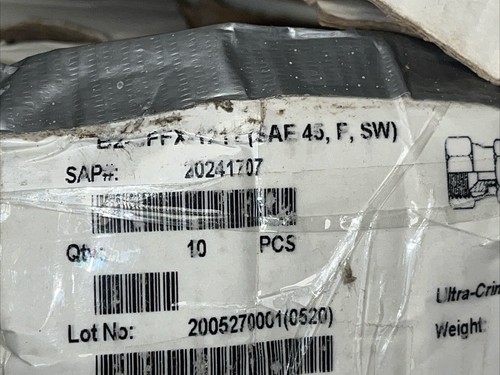 (SAE 45, F, SW)
SAP#: 20241707
Qty: 10 PCS
Ultra-Crim
Lot No: 2005270001(0520)
Weight: